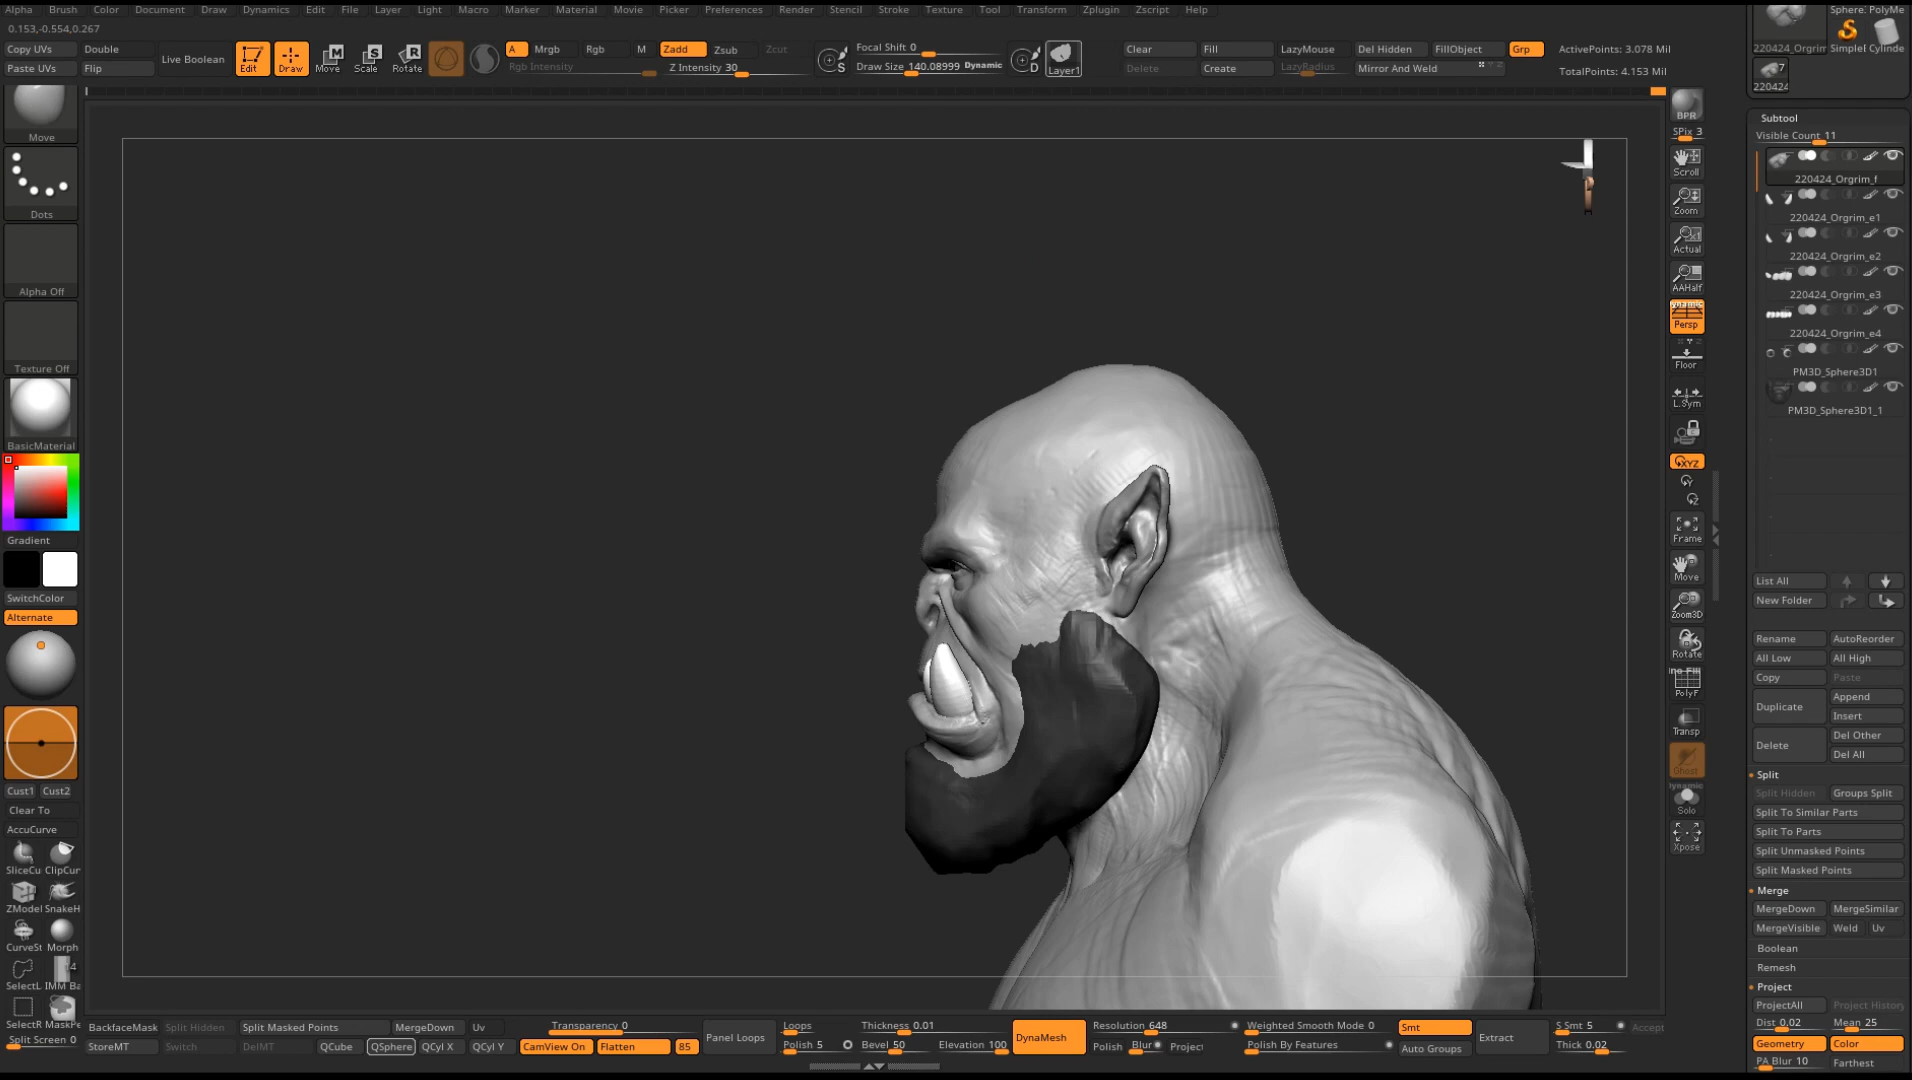 Alpha Brush Color Document Draw Dynamics Edit File Layer Light Macro Marker Material Movie Picker Preferences Render Stencil Stroke Texture Tool Transform Zplugin Zscript Help
0.153,-0.554,0.267
Copy UVs Double
Paste UVs Flip
Live Boolean
Edit Draw Move Scale Rotate
A Mrgb Rgb M Zadd Zsub Zcut
Rgb Intensity Z Intensity 30
S
Focal Shift 0
Draw Size 140.08999 Dynamic
D
Layer1
Clear Fill LazyMouse Del Hidden FillObject Grp
Delete Create LazyRadius Mirror And Weld
ActivePoints: 3.078 Mil
TotalPoints: 4.153 Mil
Sphere: PolyMe
220424_Orgrim
Simplel Cylinde
7
220424
Move
Dots
Alpha Off
Texture Off
BasicMaterial
Gradient
SwitchColor
Alternate
Cust1 Cust2
Clear To
AccuCurve
SliceCu ClipCur
ZModel SnakeH
CurveSt Morph
4
SelectL IMM Ba
SelectR MaskPe
Split Screen 0
BPR
SPix 3
Scroll
Zoom
Actual
AAHalf
Dynamic
Persp
Floor
L.Sym
XYZ
Y
Z
Frame
Move
Zoom3D
Rotate
ine Fill
PolyF
Transp
Ghost
Dynamic
Solo
Xpose
Subtool
Visible Count 11
220424_Orgrim_f
220424_Orgrim_e1
220424_Orgrim_e2
220424_Orgrim_e3
220424_Orgrim_e4
PM3D_Sphere3D1
PM3D_Sphere3D1_1
List All
New Folder
Rename AutoReorder
All Low All High
Copy Paste
Duplicate Append
Insert
Delete Del Other
Del All
Split
Split Hidden Groups Split
Split To Similar Parts
Split To Parts
Split Unmasked Points
Split Masked Points
Merge
MergeDown MergeSimilar
MergeVisible Weld Uv
Boolean
Remesh
Project
ProjectAll Project History
Dist 0.02 Mean 25
Geometry Color
PA Blur 10 Farthest
BackfaceMask Split Hidden Split Masked Points MergeDown Uv
StoreMT Switch DelMT QCube QSphere QCyl X QCyl Y
Transparency 0
CamView On Flatten 85
Panel Loops
Loops Thickness 0.01
Polish 5 Bevel 50 Elevation 100
DynaMesh
Resolution 648
Polish Blur Project
Weighted Smooth Mode 0
Polish By Features
Smt
Auto Groups
Extract
S Smt 5 Accept
Thick 0.02